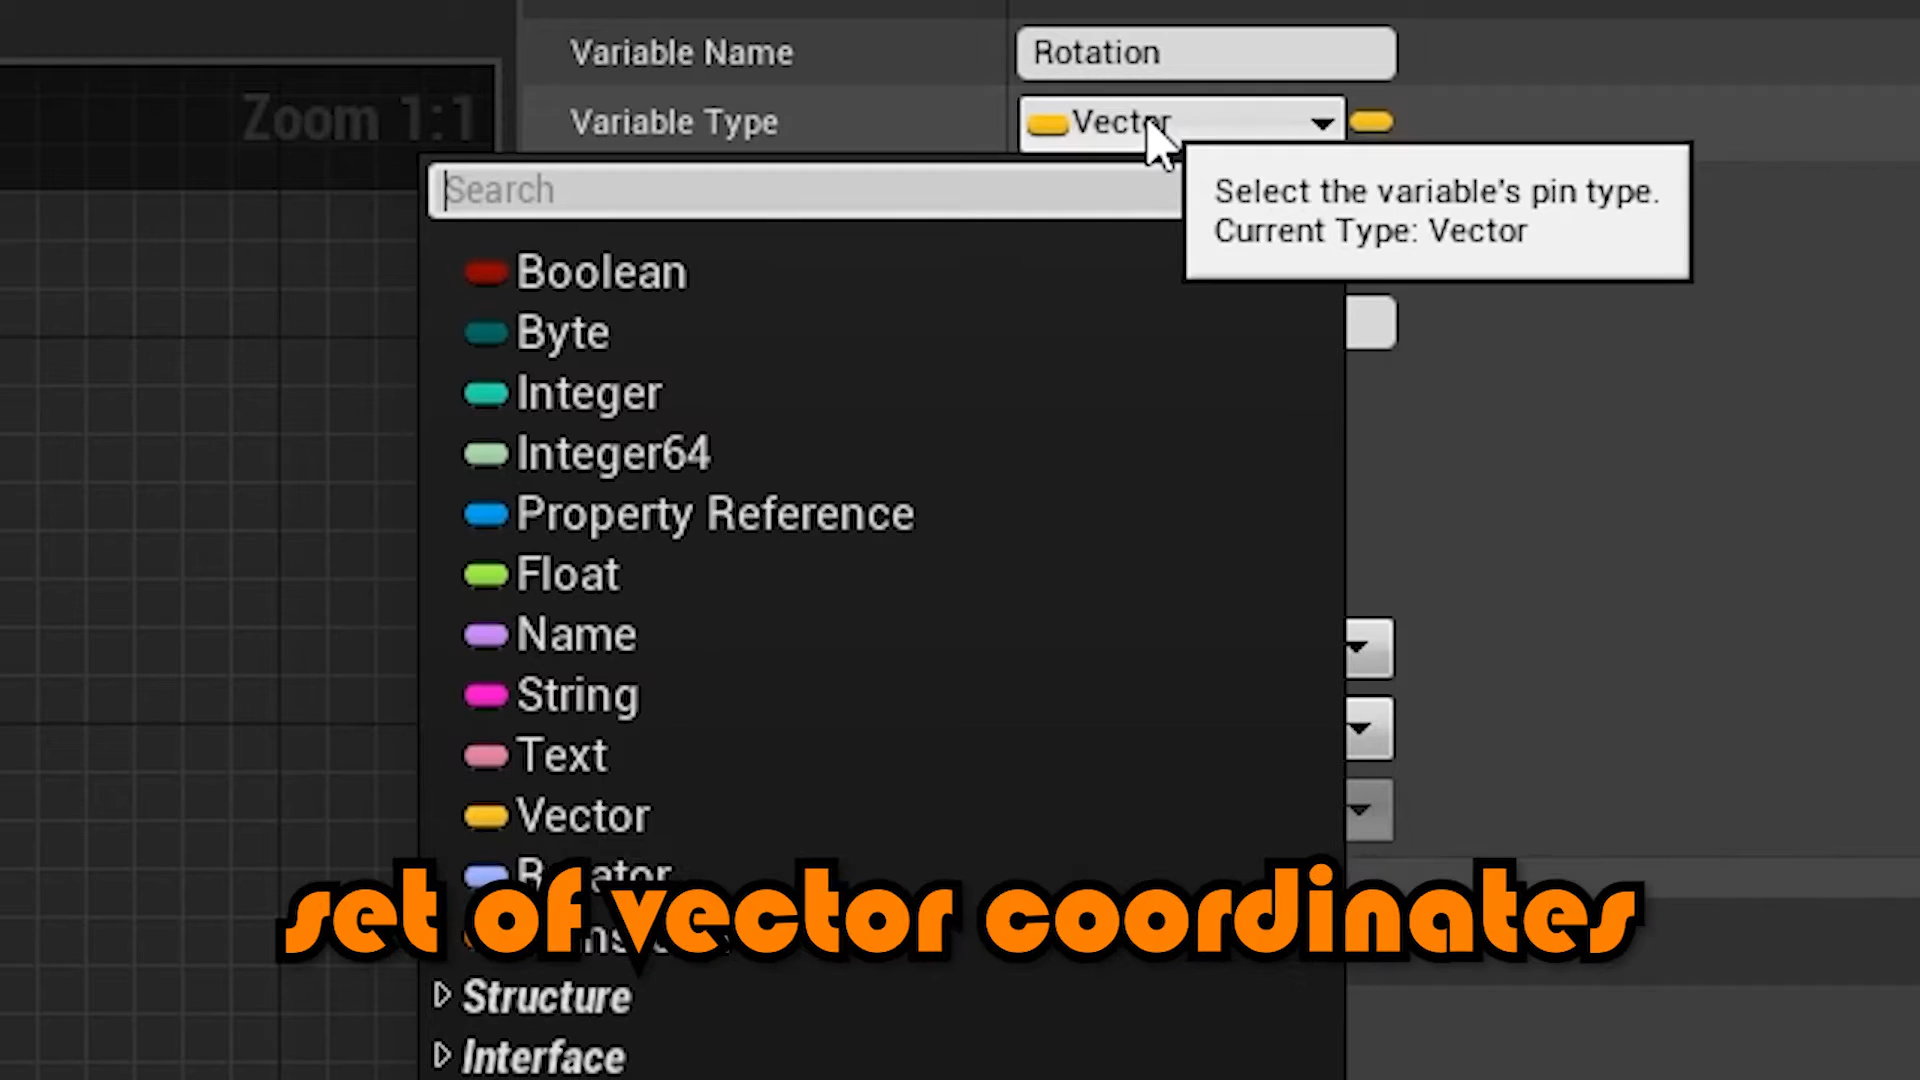 Variable Name
Rotation
Zoom 1:1
Variable Type
Vector
Search
Select the variable's pin type.
Current Type: Vector
Boolean
Byte
Integer
Integer64
Property Reference
Float
Name
String
Text
Vector
set of vector coordinates
Structure
Interface